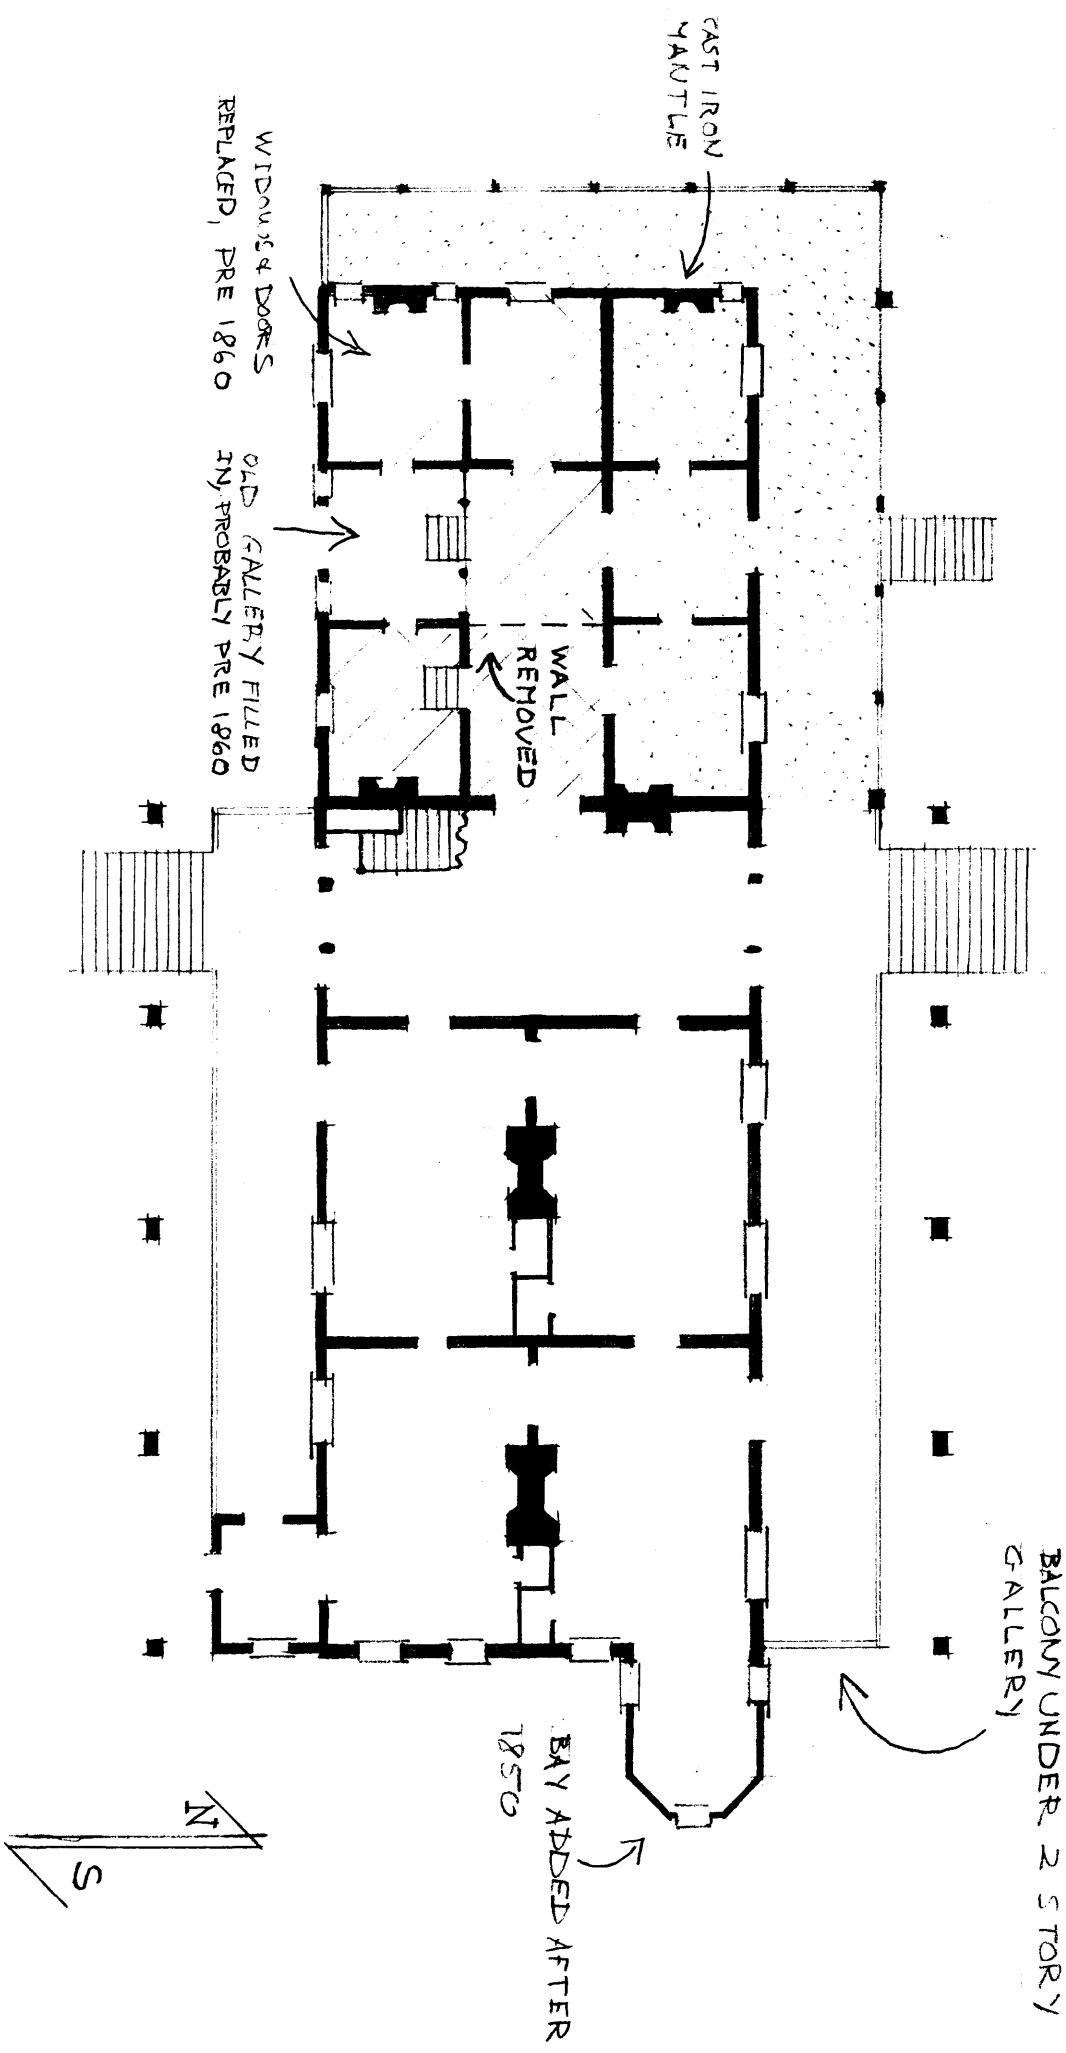 CAST IRON
MANTLE
WIDOWS & DOORS
REPLACED, PRE 1860
OLD GALLERY FILLED
IN, PROBABLY PRE 1860
WALL
REMOVED
BALCONY UNDER 2 STORY
GALLERY
BAY ADDED AFTER
1850
N
S